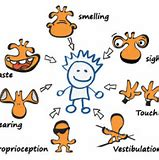 smelling
sigh
aste
Touch
earing
Vestibulation
roprioception